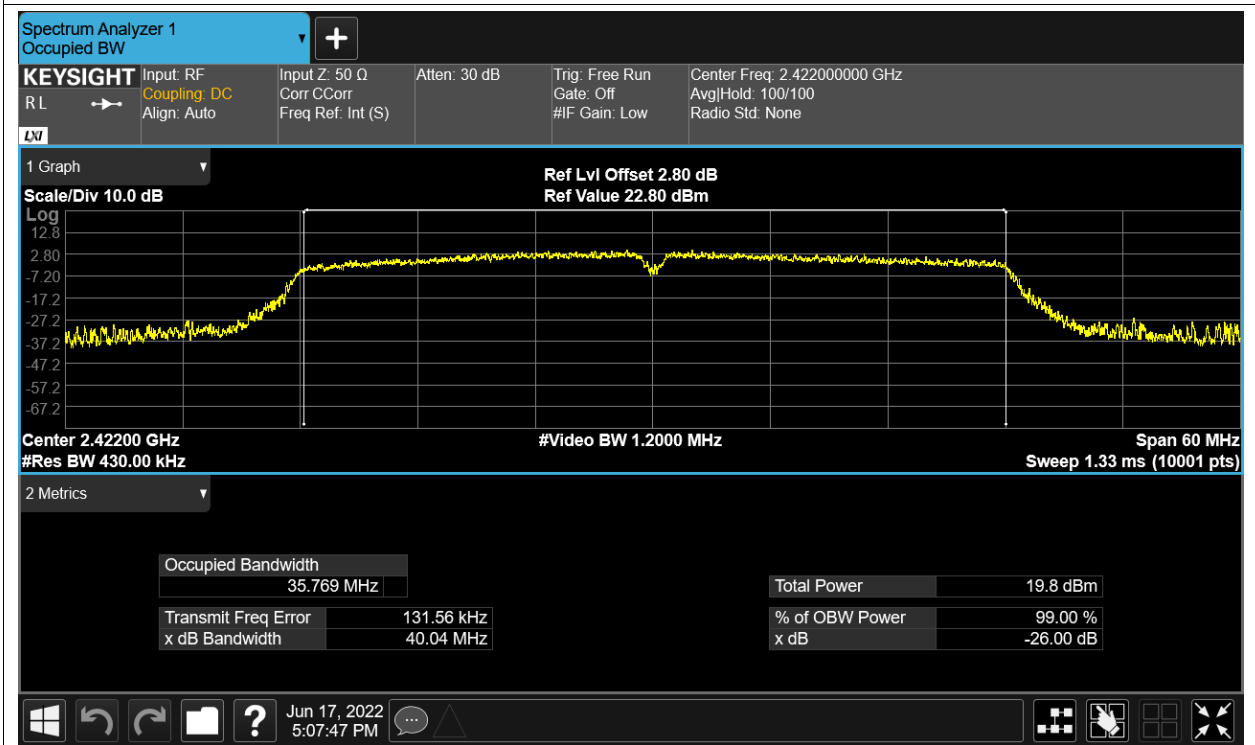 Spectrum Analyzer 1
Occupied BW
KEYSIGHT
R L
LXI
Input: RF
Coupling: DC
Align: Auto
Input Z: 50 Ω
Corr CCorr
Freq Ref: Int (S)
Atten: 30 dB
Trig: Free Run
Gate: Off
#IF Gain: Low
Center Freq: 2.422000000 GHz
Avg|Hold: 100/100
Radio Std: None
1 Graph
Scale/Div 10.0 dB
Ref Lvl Offset 2.80 dB
Ref Value 22.80 dBm
Log
12.8
2.80
-7.20
-17.2
-27.2
-37.2
-47.2
-57.2
-67.2
Center 2.42200 GHz
#Res BW 430.00 kHz
#Video BW 1.2000 MHz
Span 60 MHz
Sweep 1.33 ms (10001 pts)
2 Metrics
Occupied Bandwidth
35.769 MHz
Transmit Freq Error 131.56 kHz
x dB Bandwidth 40.04 MHz
Total Power 19.8 dBm
% of OBW Power 99.00 %
x dB -26.00 dB
?
Jun 17, 2022
5:07:47 PM